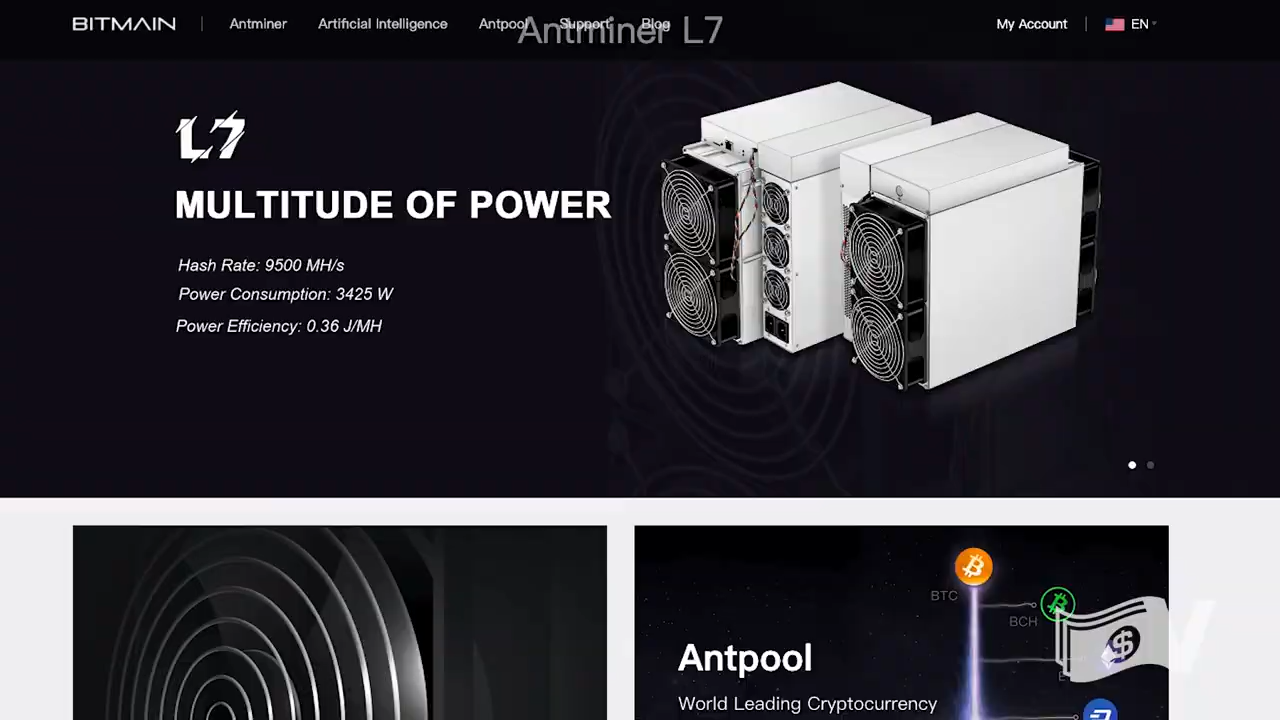 BITMAIN
Antminer
Artificial Intelligence
Antpool
Support
Blog
My Account
EN
Antminer L7
L7
MULTITUDE OF POWER
Hash Rate: 9500 MH/s
Power Consumption: 3425 W
Power Efficiency: 0.36 J/MH
BTC
BCH
Antpool
World Leading Cryptocurrency